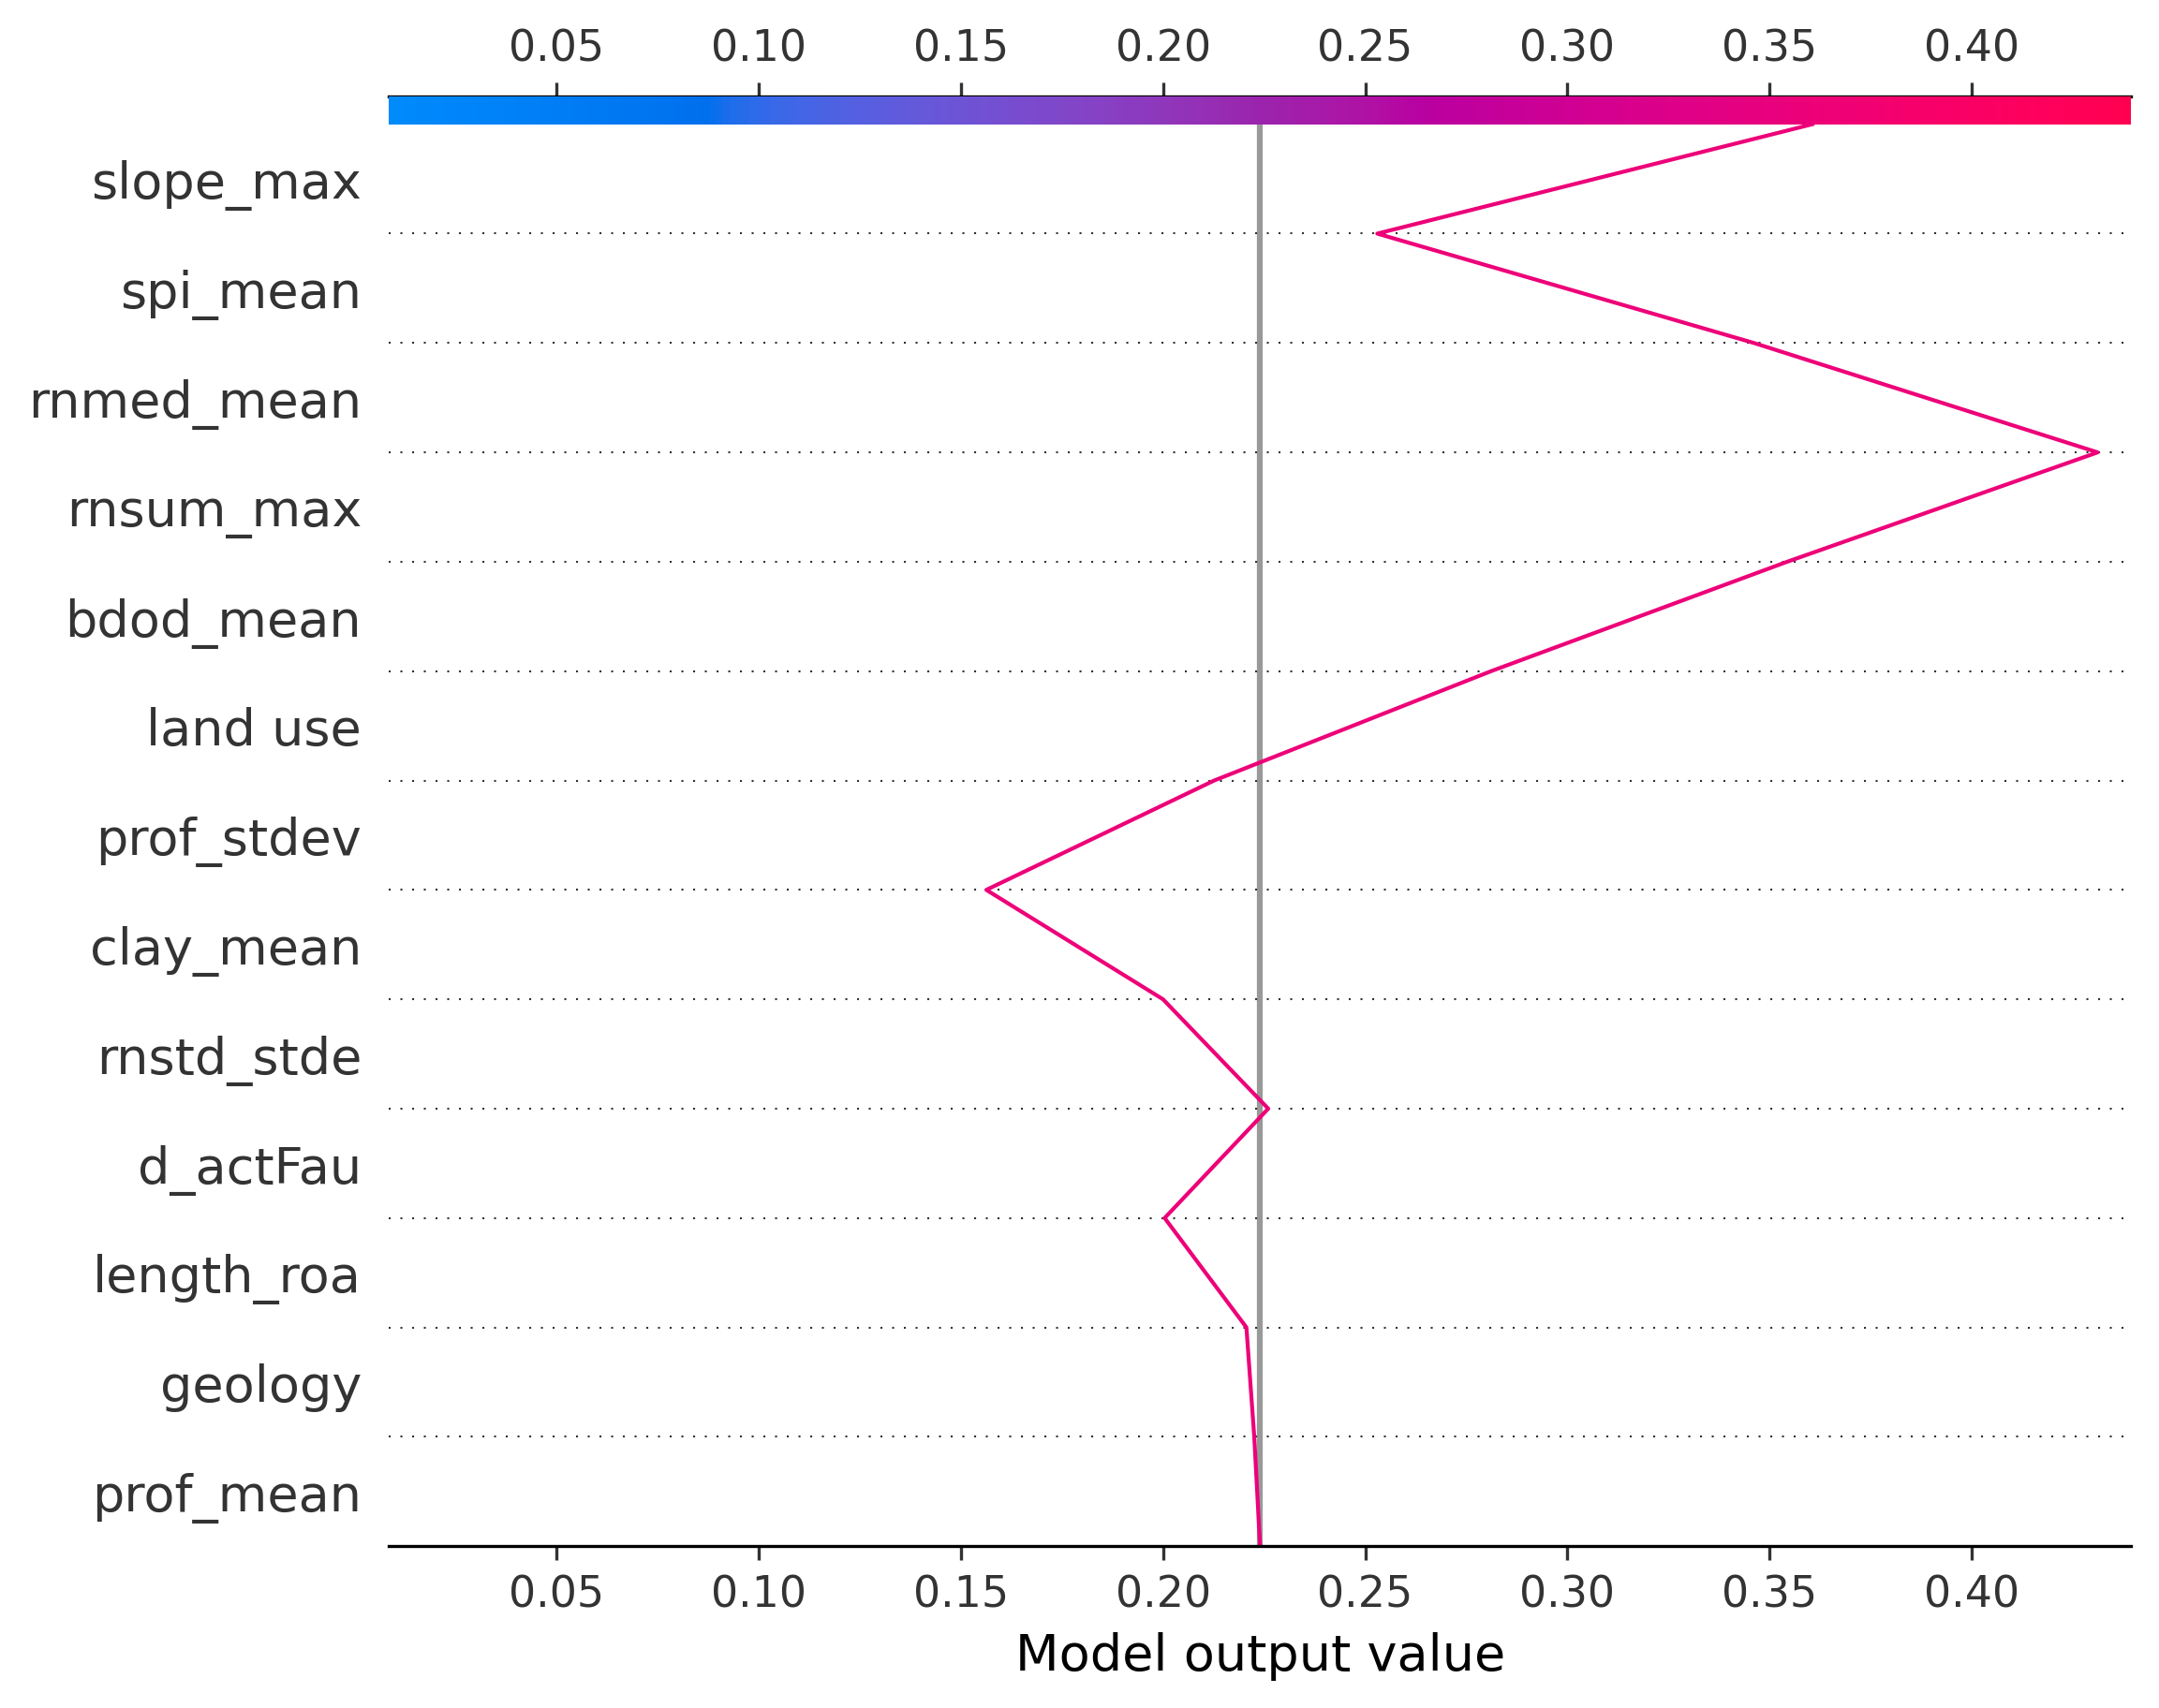 0.05 0.10 0.15 0.20 0.25 0.30 0.35 0.40
slope_max
spi_mean
rnmed_mean
rnsum_max
bdod_mean
land use
prof_stdev
clay_mean
rnstd_stde
d_actFau
length_roa
geology
prof_mean
0.05 0.10 0.15 0.20 0.25 0.30 0.35 0.40
Model output value